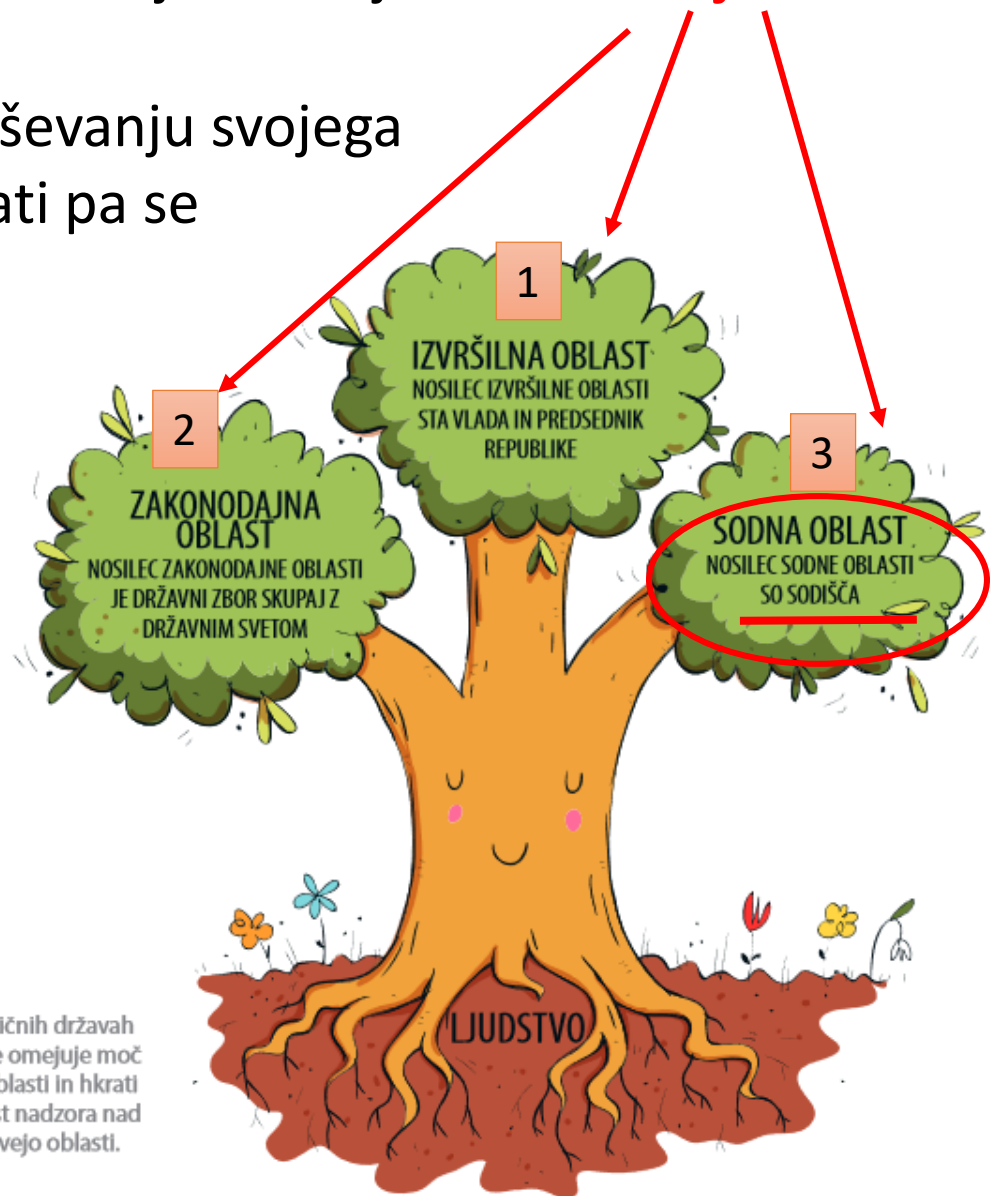 ševanju svojega
ati pa se
1
IZVRŠILNA OBLAST
NOSILEC IZVRŠILNE OBLASTI
STA VLADA IN PREDSEDNIK
REPUBLIKE
2
ZAKONODAJNA
OBLAST
NOSILEC ZAKONODAJNE OBLASTI
JE DRŽAVNI ZBOR SKUPAJ Z
DRŽAVNIM SVETOM
3
SODNA OBLAST
NOSILEC SODNE OBLASTI
SO SODIŠČA
LJUDSTVO
ičnih državah
e omejuje moč
blasti in hkrati
st nadzora nad
vejo oblasti.